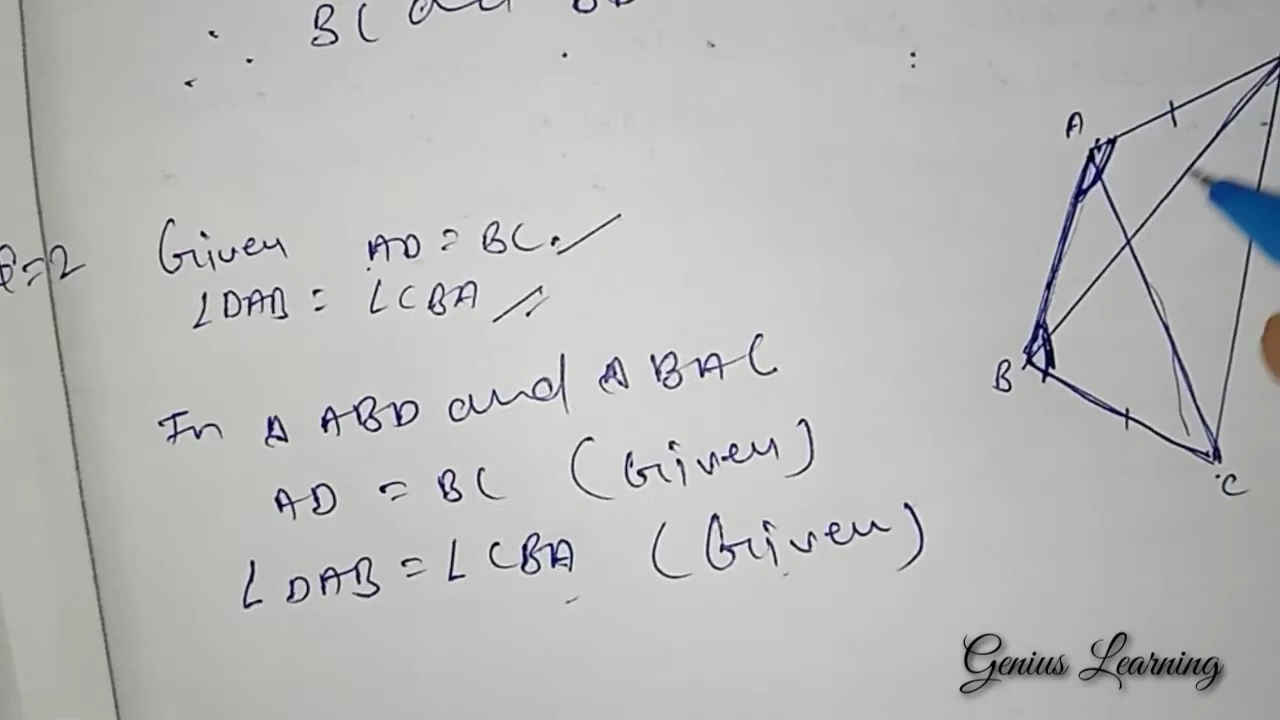 ∴ BC
Q=2 Given AD = BC.
∠DAB = ∠CBA
In Δ ABD and Δ BAC
AD = BC (Given)
∠DAB = ∠CBA (Given)
A
B
C
Genius Learning